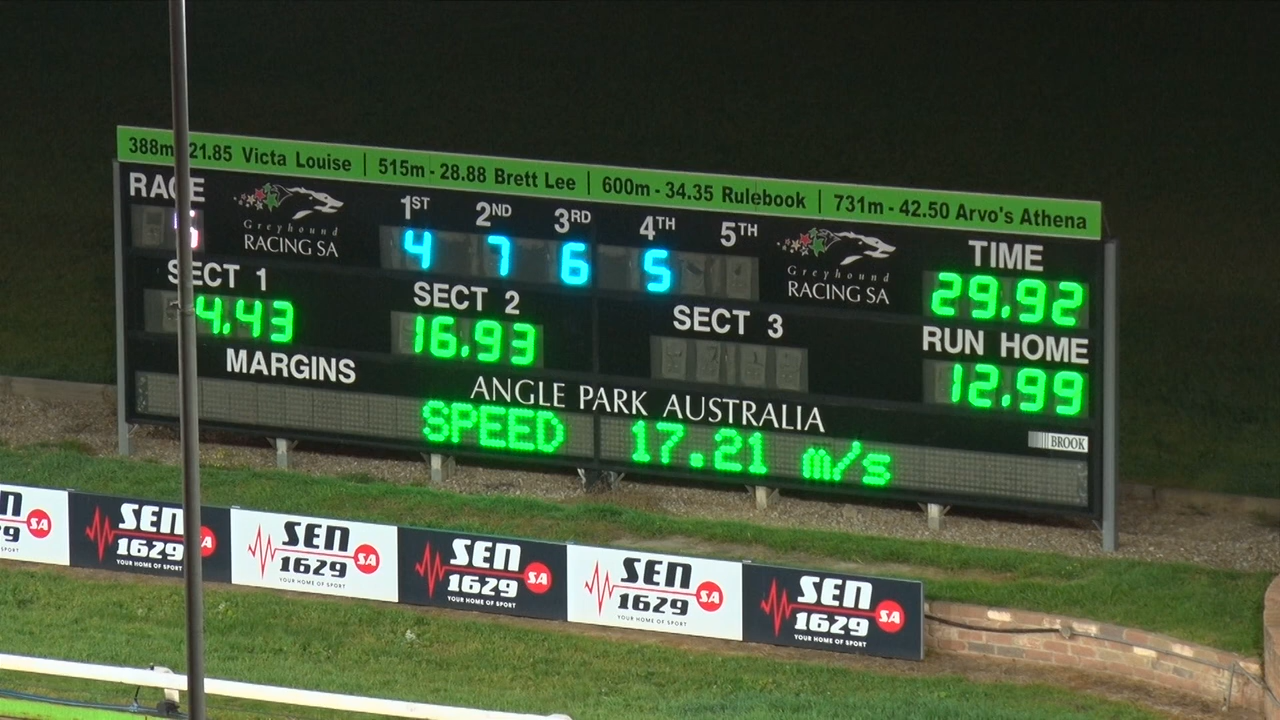 388m 21.85 Victa Louise | 515m - 28.88 Brett Lee | 600m - 34.35 Rulebook | 731m - 42.50 Arvo's Athena
RACE
Greyhound
RACING SA
1ST 2ND 3RD 4TH 5TH
4 7 6 5
Greyhound
RACING SA
TIME
29.92
SECT 1
4.43
SECT 2
16.93
SECT 3
RUN HOME
12.99
MARGINS
ANGLE PARK AUSTRALIA
SPEED 17.21 m/s
BROOK
SEN
1629 SA
YOUR HOME OF SPORT
SEN
1629 SA
YOUR HOME OF SPORT
SEN
1629 SA
YOUR HOME OF SPORT
SEN
1629 SA
YOUR HOME OF SPORT
SEN
1629 SA
YOUR HOME OF SPORT